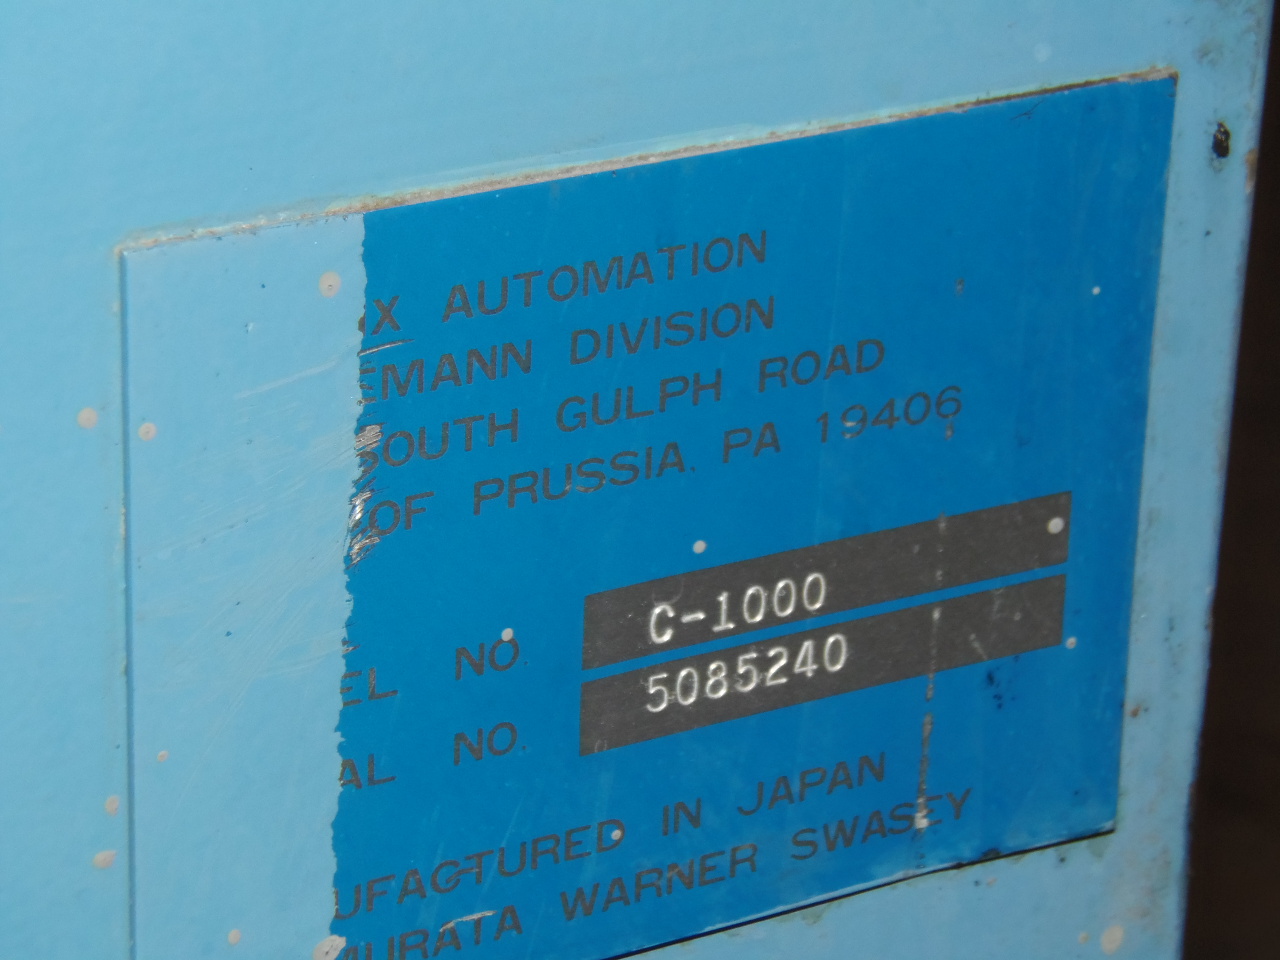 X AUTOMATION
EMANN DIVISION
SOUTH GULPH ROAD
OF PRUSSIA, PA 19406
EL NO. C-1000
AL NO. 5085240
UFACTURED IN JAPAN
MURATA WARNER SWASEY